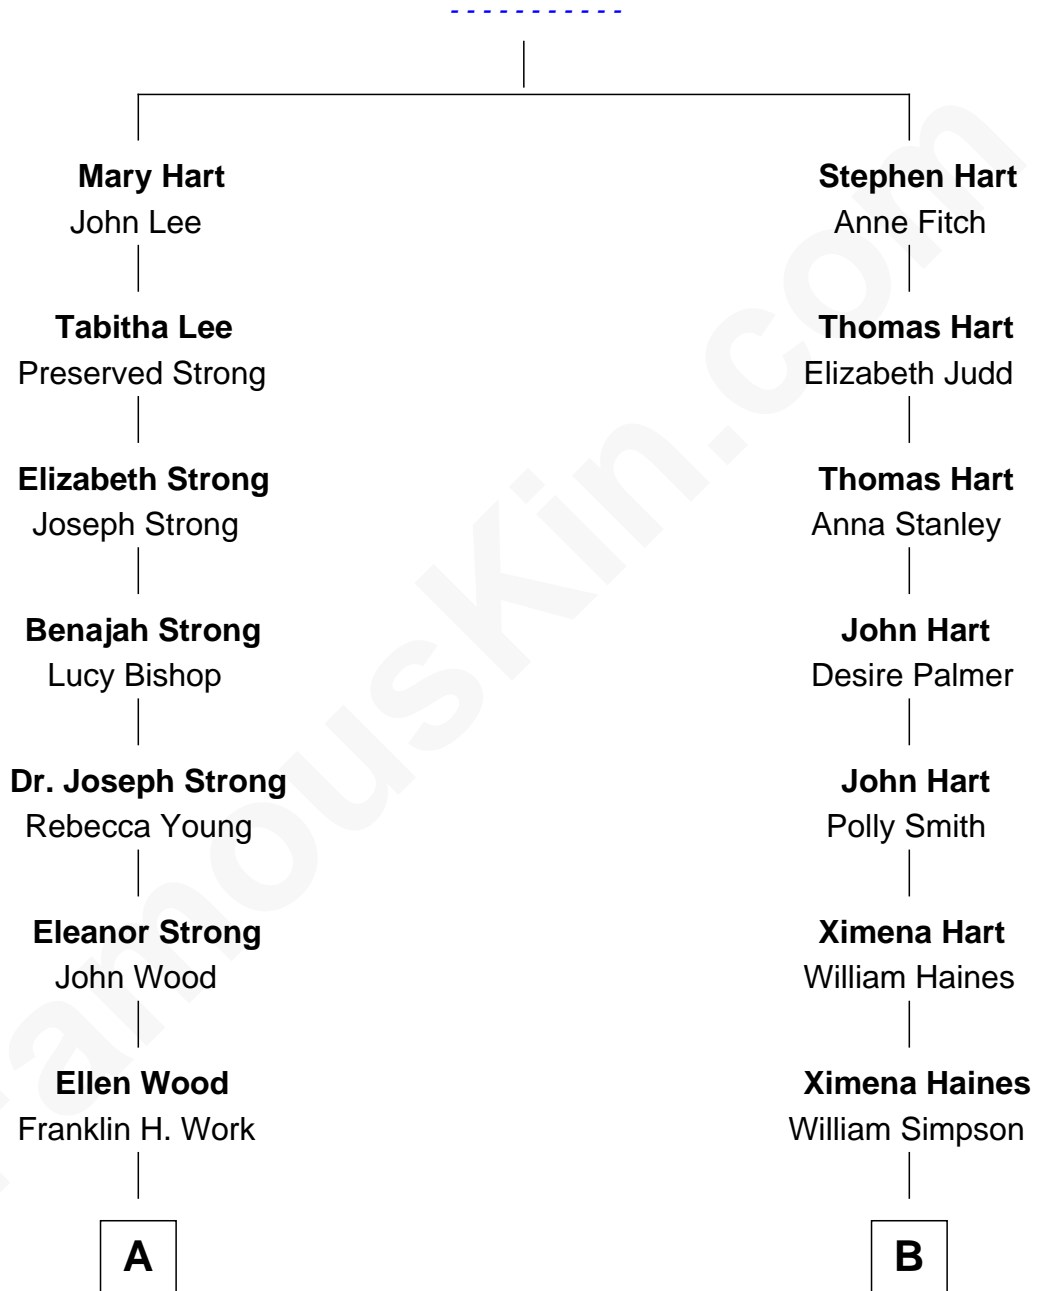 - - - - - - - - - - -
Mary Hart
John Lee
Stephen Hart
Anne Fitch
Tabitha Lee
Preserved Strong
Thomas Hart
Elizabeth Judd
Elizabeth Strong
Joseph Strong
Thomas Hart
Anna Stanley
Benajah Strong
Lucy Bishop
John Hart
Desire Palmer
Dr. Joseph Strong
Rebecca Young
John Hart
Polly Smith
Eleanor Strong
John Wood
Ximena Hart
William Haines
Ellen Wood
Franklin H. Work
Ximena Haines
William Simpson
A
B
FamousKin.com